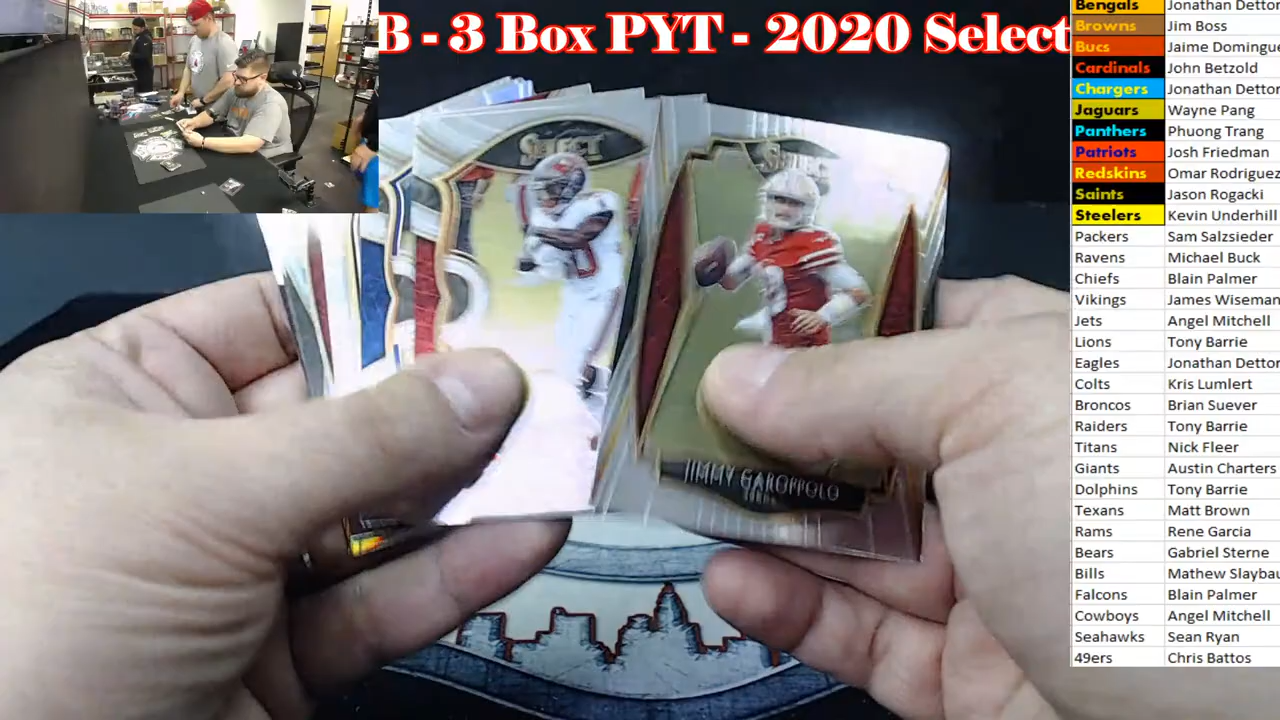 B - 3 Box PYT - 2020 Select
SELECT
SELECT
JIMMY GAROPPOLO
Bengals Jonathan Detto
Browns Jim Boss
Bucs Jaime Domingue
Cardinals John Betzold
Chargers Jonathan Dettor
Jaguars Wayne Pang
Panthers Phuong Trang
Patriots Josh Friedman
Redskins Omar Rodriguez
Saints Jason Rogacki
Steelers Kevin Underhill
Packers Sam Salzsieder
Ravens Michael Buck
Chiefs Blain Palmer
Vikings James Wiseman
Jets Angel Mitchell
Lions Tony Barrie
Eagles Jonathan Dettor
Colts Kris Lumlert
Broncos Brian Suever
Raiders Tony Barrie
Titans Nick Fleer
Giants Austin Charters
Dolphins Tony Barrie
Texans Matt Brown
Rams Rene Garcia
Bears Gabriel Sterne
Bills Mathew Slaybau
Falcons Blain Palmer
Cowboys Angel Mitchell
Seahawks Sean Ryan
49ers Chris Battos